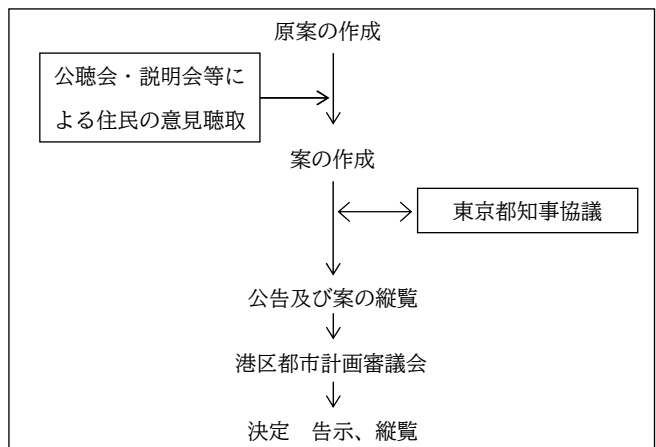 原案の作成
公聴会・説明会等に
よる住民の意見聴取
案の作成
東京都知事協議
公告及び案の縦覧
港区都市計画審議会
決定　告示、縦覧